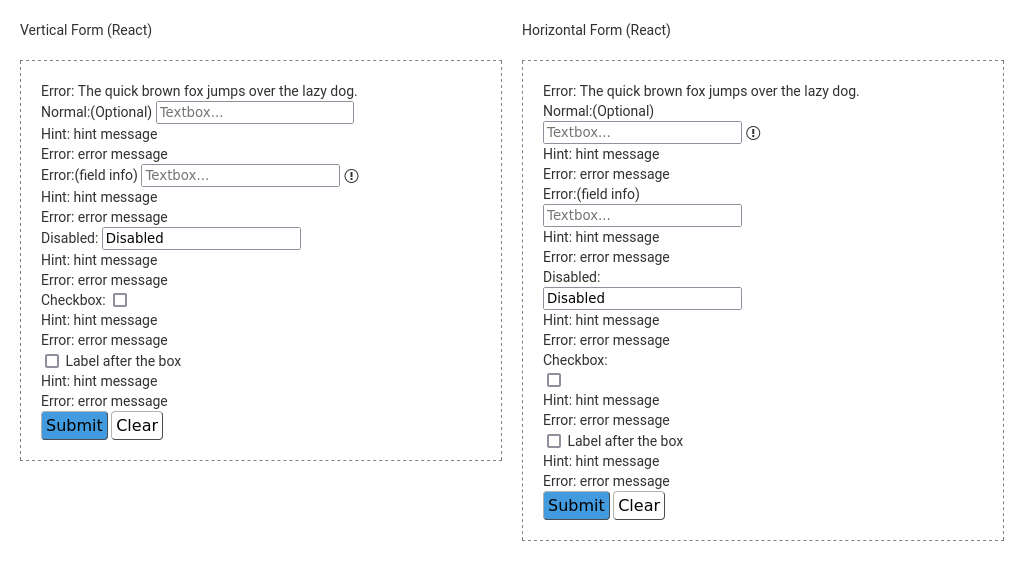 Vertical Form (React)
Error: The quick brown fox jumps over the lazy dog.
Normal:(Optional) Textbox...
Hint: hint message
Error: error message
Error:(field info) Textbox...
Hint: hint message
Error: error message
Disabled: Disabled
Hint: hint message
Error: error message
Checkbox:
Hint: hint message
Error: error message
Label after the box
Hint: hint message
Error: error message
Submit Clear
Horizontal Form (React)
Error: The quick brown fox jumps over the lazy dog.
Normal:(Optional)
Textbox...
Hint: hint message
Error: error message
Error:(field info)
Textbox...
Hint: hint message
Error: error message
Disabled:
Disabled
Hint: hint message
Error: error message
Checkbox:
Hint: hint message
Error: error message
Label after the box
Hint: hint message
Error: error message
Submit Clear